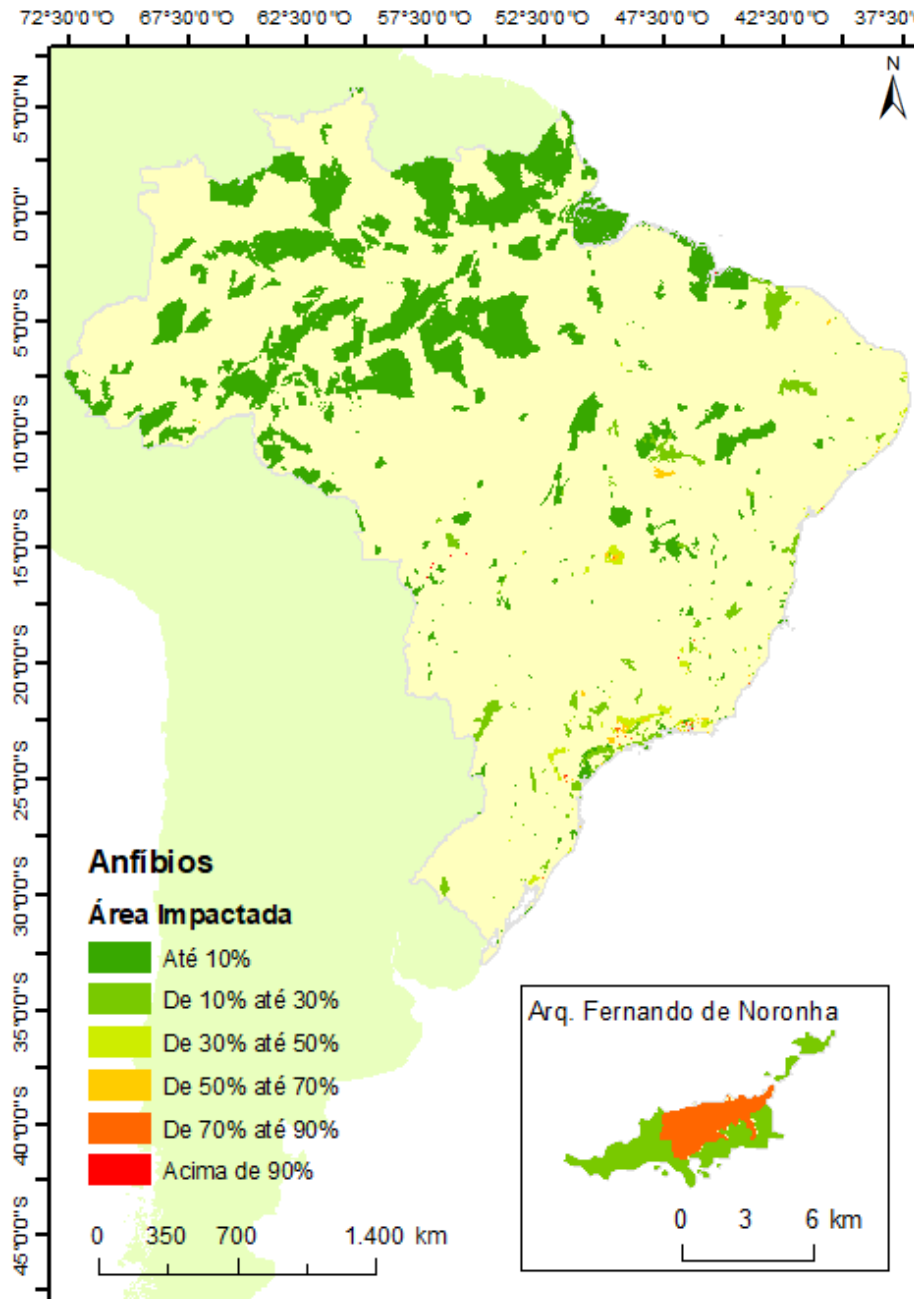 72°30'0"O 67°30'0"O 62°30'0"O 57°30'0"O 52°30'0"O 47°30'0"O 42°30'0"O 37°30'0"
N
5°0'0"N
0°0'0"
5°0'0"S
10°0'0"S
15°0'0"S
20°0'0"S
25°0'0"S
30°0'0"S
35°0'0"S
40°0'0"S
45°0'0"S
Anfíbios
Área Impactada
Até 10%
De 10% até 30%
De 30% até 50%
De 50% até 70%
De 70% até 90%
Acima de 90%
0 350 700 1.400 km
Arq. Fernando de Noronha
0 3 6 km